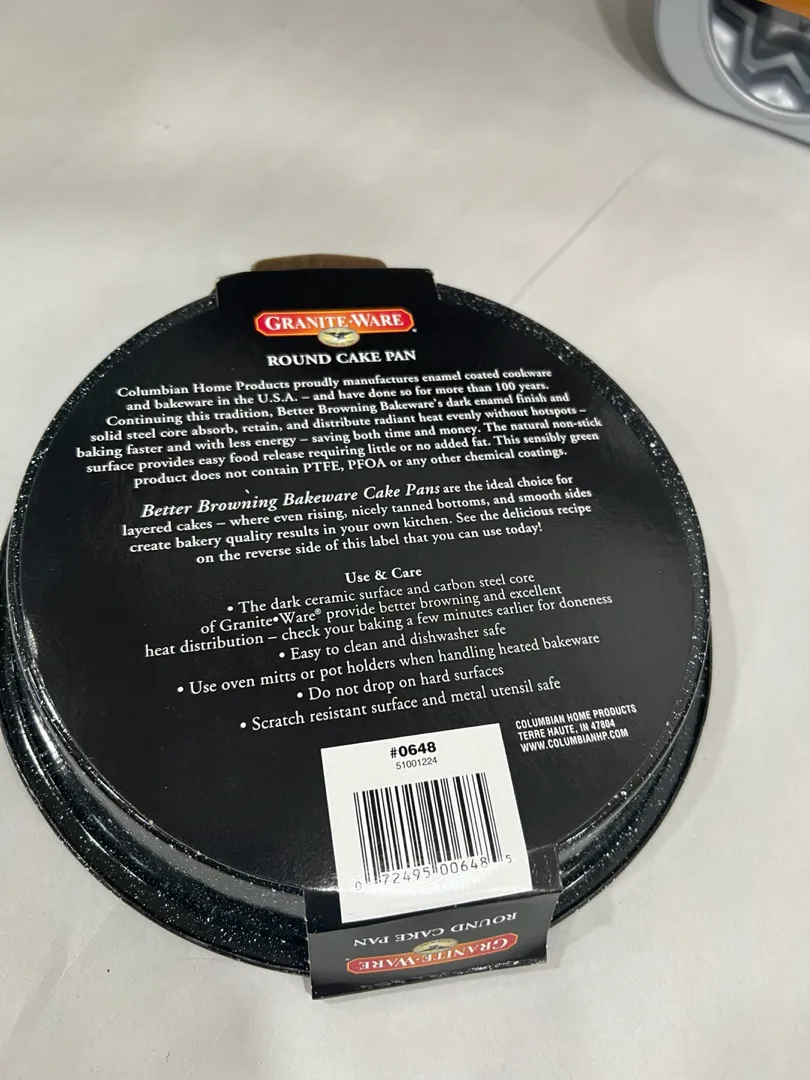 GRANITE•WARE
ROUND CAKE PAN
Columbian Home Products proudly manufactures enamel coated cookware
and bakeware in the U.S.A. – and have done so for more than 100 years.
Continuing this tradition, Better Browning Bakeware's dark enamel finish and
solid steel core absorb, retain, and distribute radiant heat evenly without hotspots –
baking faster and with less energy – saving both time and money. The natural non-stick
surface provides easy food release requiring little or no added fat. This sensibly green
product does not contain PTFE, PFOA or any other chemical coatings.
Better Browning Bakeware Cake Pans are the ideal choice for
layered cakes – where even rising, nicely tanned bottoms, and smooth sides
create bakery quality results in your own kitchen. See the delicious recipe
on the reverse side of this label that you can use today!
Use & Care
• The dark ceramic surface and carbon steel core
of Granite•Ware® provide better browning and excellent
heat distribution – check your baking a few minutes earlier for doneness
• Easy to clean and dishwasher safe
• Use oven mitts or pot holders when handling heated bakeware
• Do not drop on hard surfaces
• Scratch resistant surface and metal utensil safe
COLUMBIAN HOME PRODUCTS
TERRE HAUTE, IN 47804
WWW.COLUMBIANHP.COM
#0648
51001224
0 72495 00648 5
ROUND CAKE PAN
GRANITE•WARE